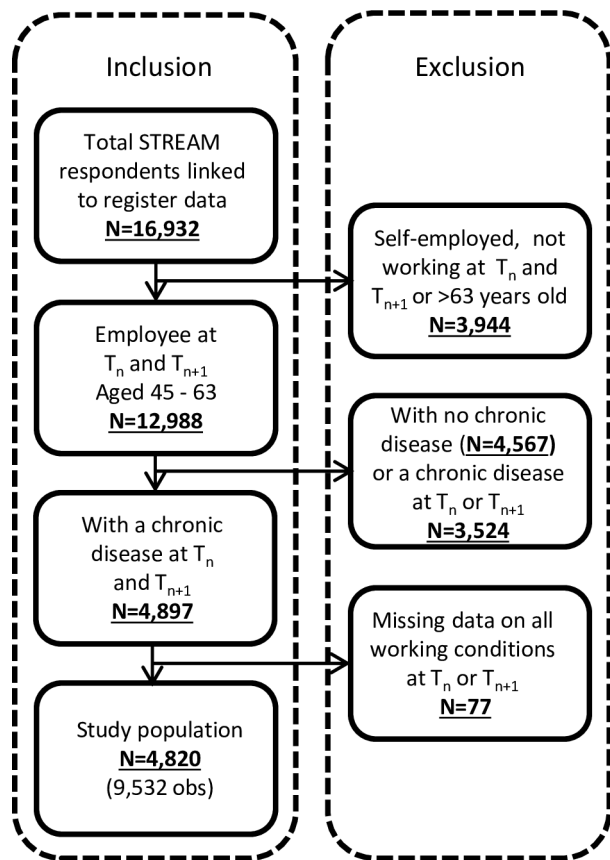 Inclusion
Total STREAM
respondents linked
to register data
N=16,932
Employee at
Tn and Tn+1
Aged 45 - 63
N=12,988
With a chronic
disease at Tn
and Tn+1
N=4,897
Study population
N=4,820
(9,532 obs)
Exclusion
Self-employed, not
working at Tn and
Tn+1 or >63 years old
N=3,944
With no chronic
disease (N=4,567)
or a chronic disease
at Tn or Tn+1
N=3,524
Missing data on all
working conditions
at Tn or Tn+1
N=77